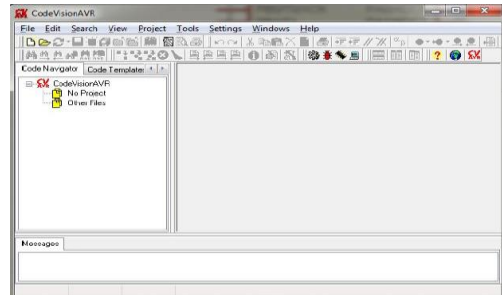 CodeVisionAVR
File Edit Search View Project Tools Settings Windows Help
Code Navigator Code Templates
CodeVisionAVR
No Project
Other Files
Messages